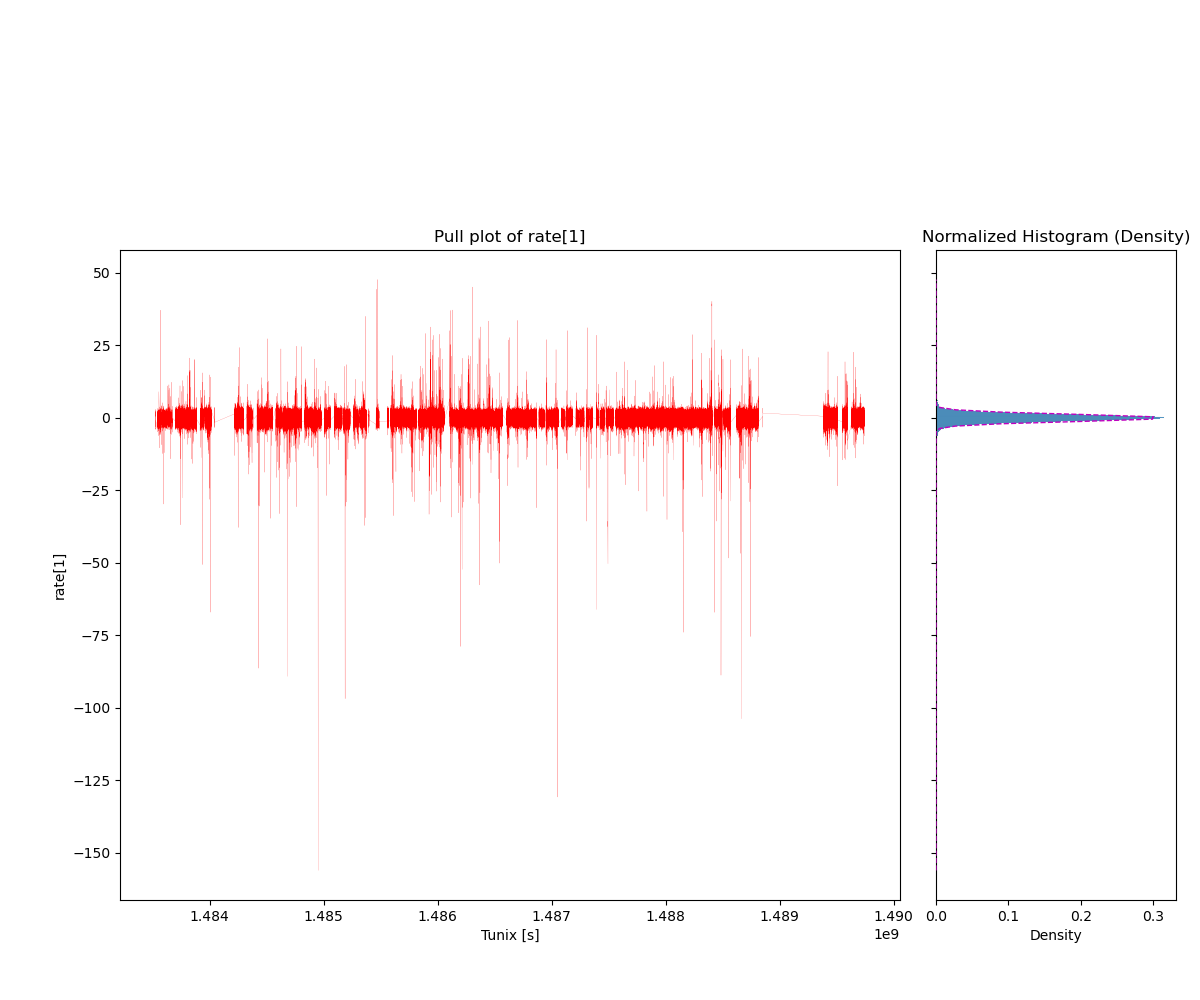 Pull plot of rate[1]
Normalized Histogram (Density)
50
25
0
−25
−50
−75
−100
−125
−150
rate[1]
1.484 1.485 1.486 1.487 1.488 1.489 1.490
1e9
Tunix [s]
0.0 0.1 0.2 0.3
Density